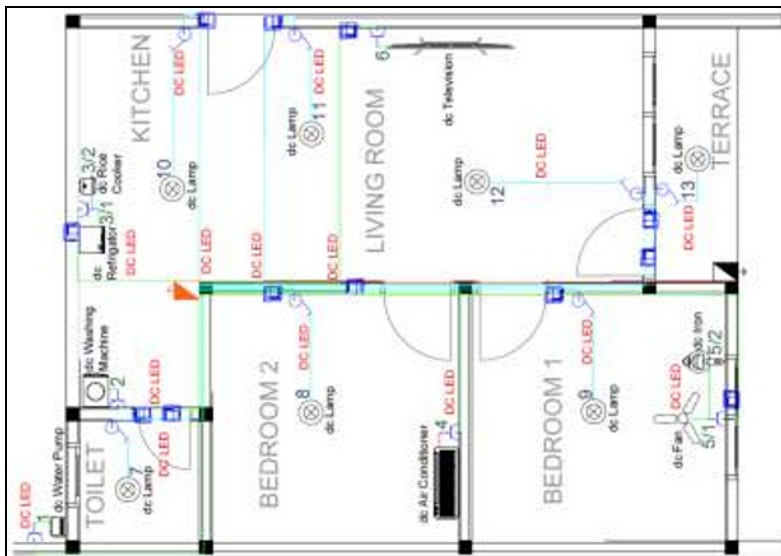 KITCHEN
DC LED
DC LED
DC LED
DC LED
10
dc Lamp
11
dc Lamp
3/2
dc Rice
Cooker
3/1
dc
Refrigrator
DC LED
DC LED
DC LED
DC LED
LIVING ROOM
6
dc Television
DC LED
12
dc Lamp
TERRACE
dc Lamp
13
DC LED
dc Washing
Machine
2
DC LED
TOILET
7
dc Lamp
DC LED
dc Water Pump
1
DC LED
BEDROOM 2
DC LED
8
dc Lamp
dc Air Conditioner
4
DC LED
BEDROOM 1
DC LED
9
dc Lamp
dc Fan
5/1
DC LED
dc Iron
5/2